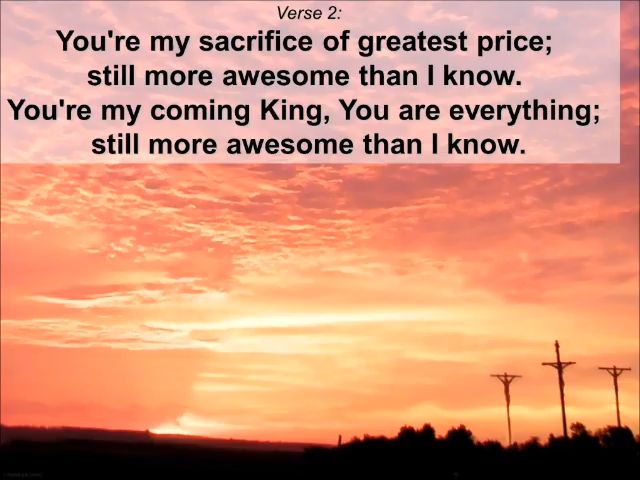 Verse 2:
You're my sacrifice of greatest price;
still more awesome than I know.
You're my coming King, You are everything;
still more awesome than I know.